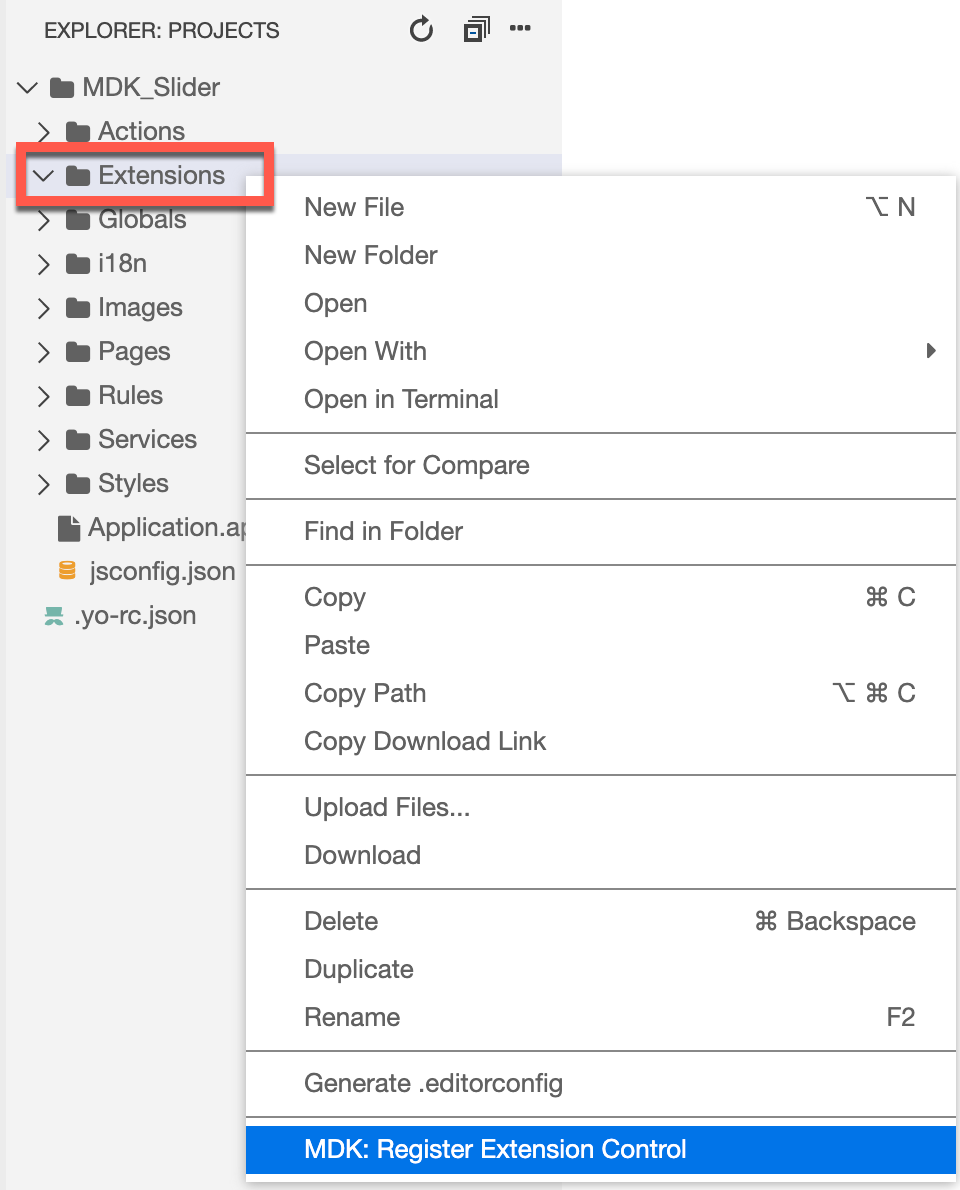 EXPLORER: PROJECTS
MDK_Slider
Actions
Extensions
Globals
i18n
Images
Pages
Rules
Services
Styles
Application.ap
jsconfig.json
.yo-rc.json
New File ⌥ N
New Folder
Open
Open With
Open in Terminal
Select for Compare
Find in Folder
Copy ⌘ C
Paste
Copy Path ⌥ ⌘ C
Copy Download Link
Upload Files...
Download
Delete ⌘ Backspace
Duplicate
Rename F2
Generate .editorconfig
MDK: Register Extension Control